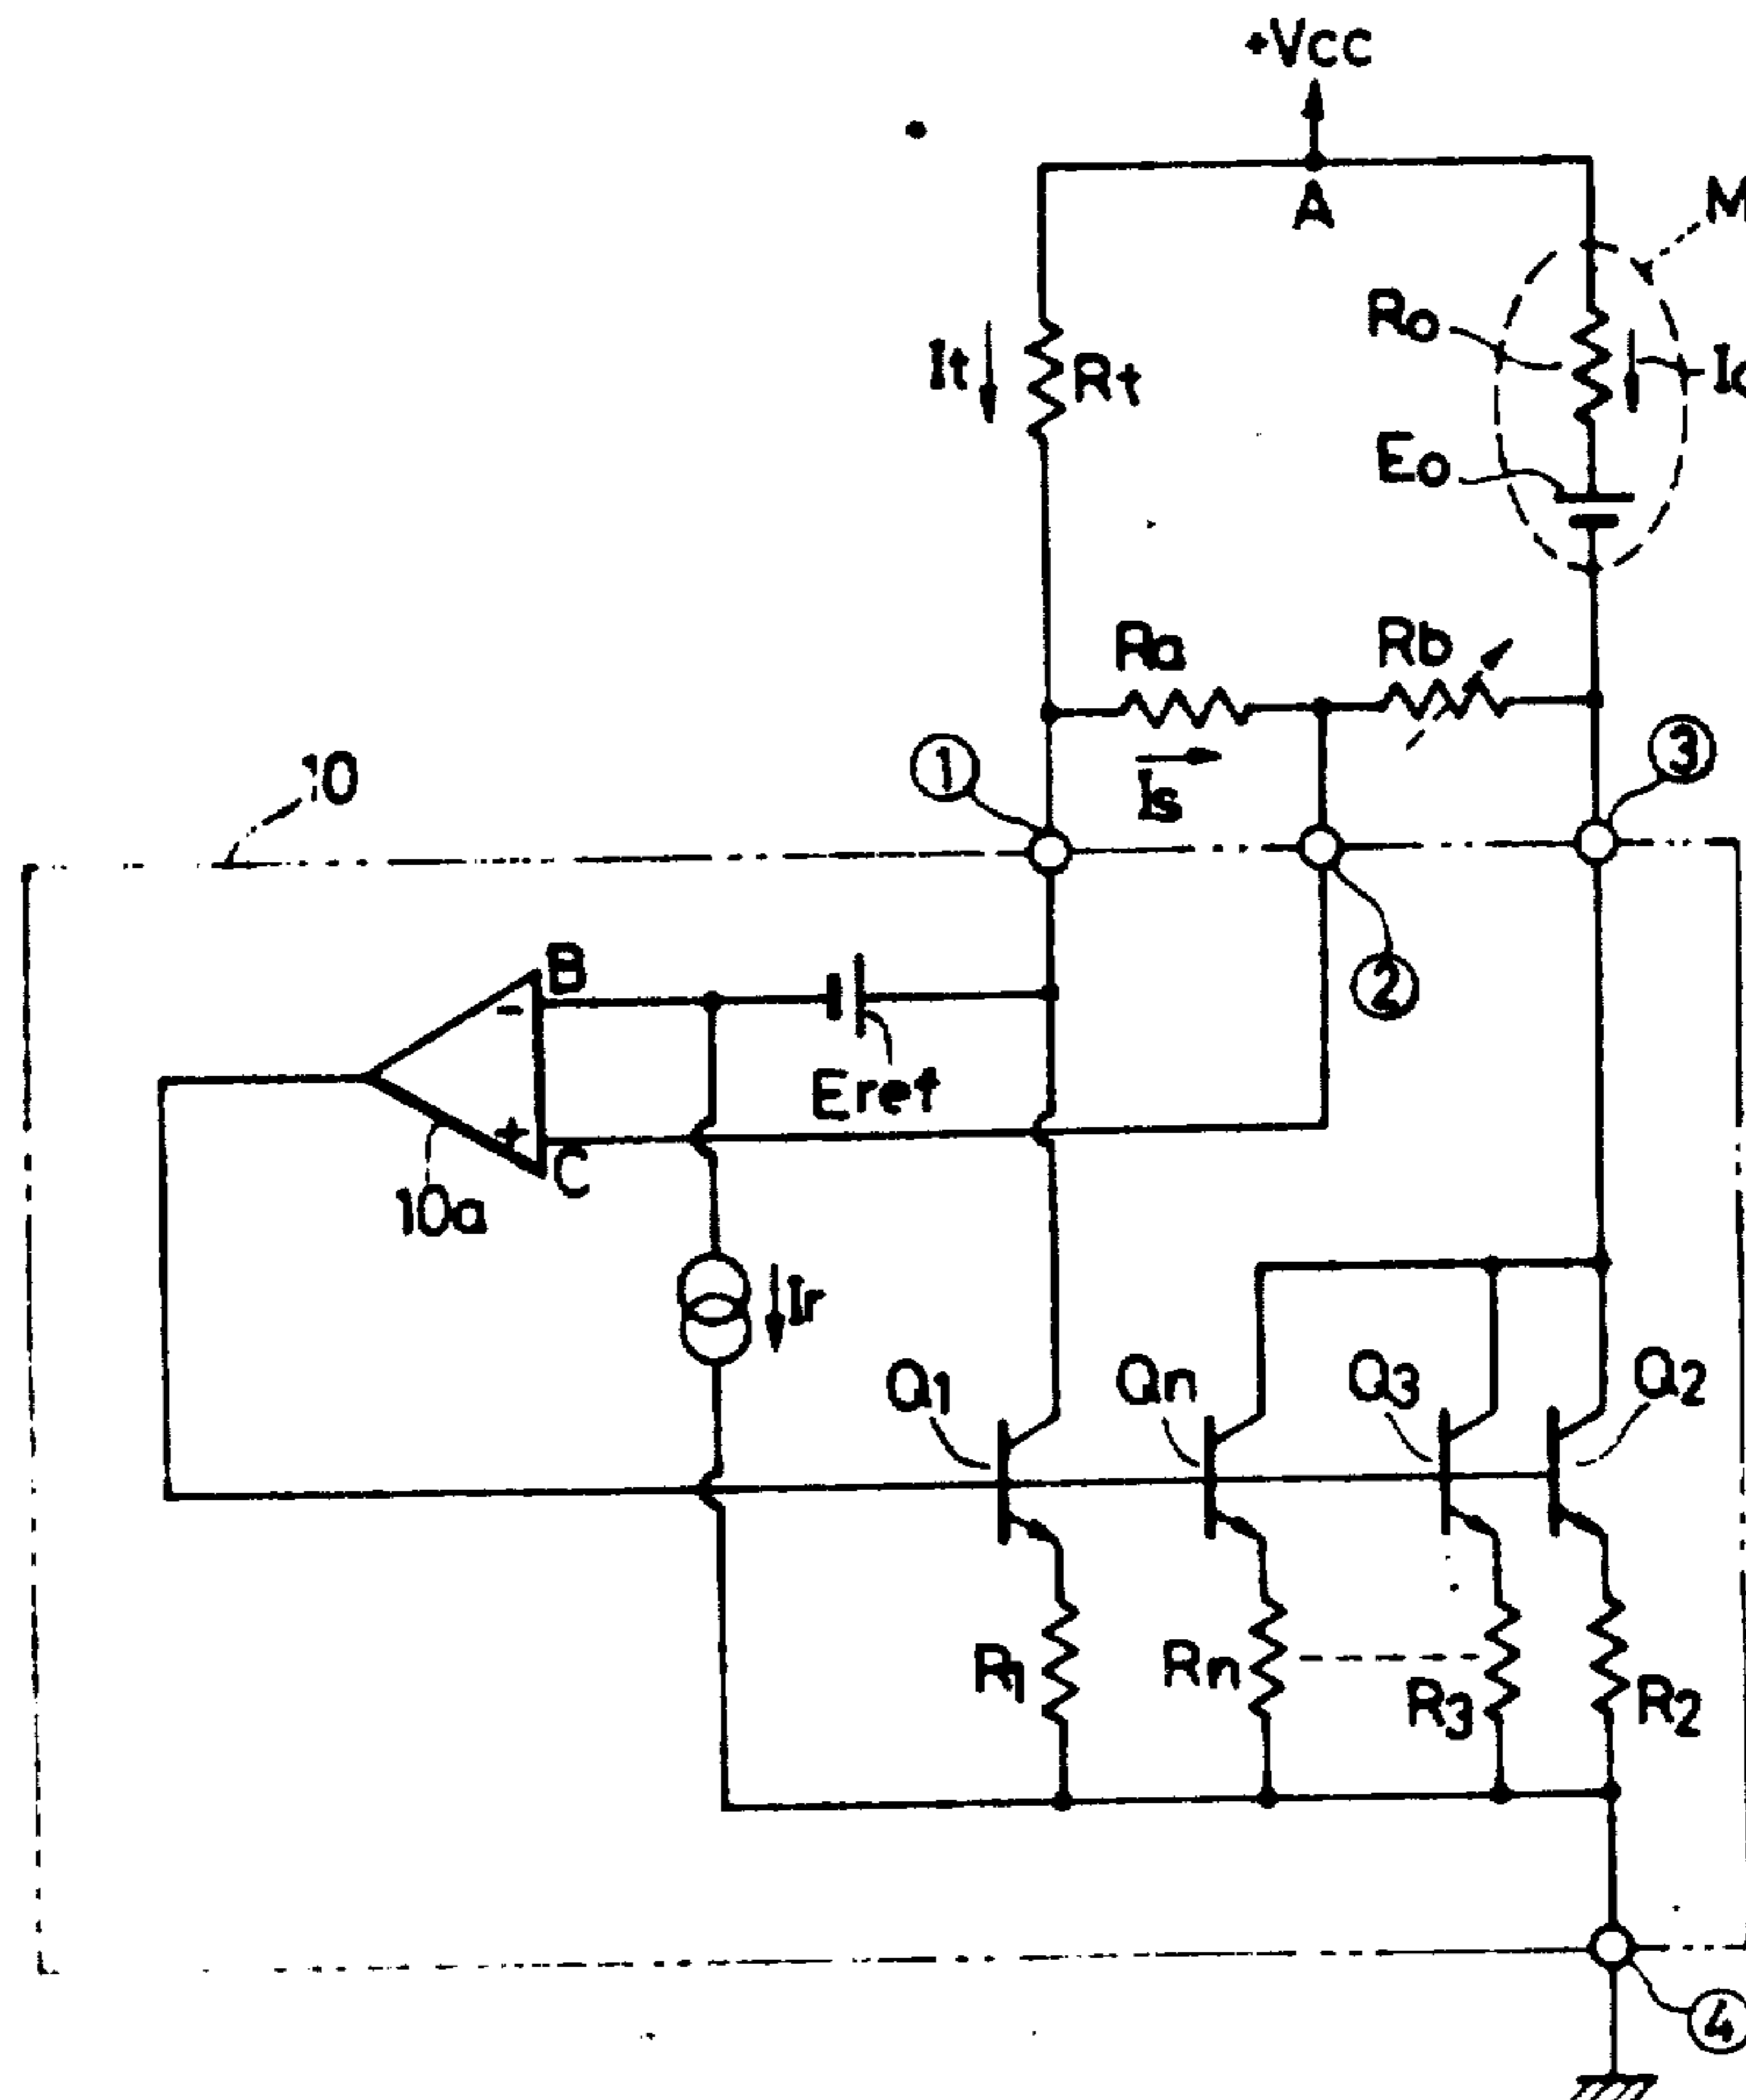 +Vcc
A
M
Ro
It
Rt
Eo
Ra
Rb
Is
10
1
3
2
B
-
Eref
+
C
10a
Ir
Q1
Qn
Q3
Q2
R1
Rn
R3
R2
4